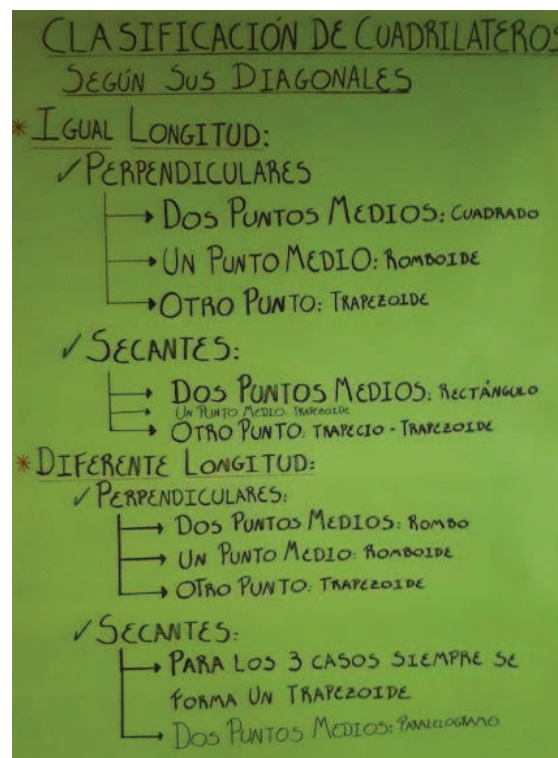 CLASIFICACIÓN DE CUADRILATEROS
SEGÚN SUS DIAGONALES
* IGUAL LONGITUD:
✓ PERPENDICULARES
→ DOS PUNTOS MEDIOS: CUADRADO
→ UN PUNTO MEDIO: ROMBOIDE
→ OTRO PUNTO: TRAPEZOIDE
✓ SECANTES:
→ DOS PUNTOS MEDIOS: RECTÁNGULO
→ UN PUNTO MEDIO: TRAPEZOIDE
→ OTRO PUNTO: TRAPECIO - TRAPEZOIDE
* DIFERENTE LONGITUD:
✓ PERPENDICULARES:
→ DOS PUNTOS MEDIOS: ROMBO
→ UN PUNTO MEDIO: ROMBOIDE
→ OTRO PUNTO: TRAPEZOIDE
✓ SECANTES:
→ PARA LOS 3 CASOS SIEMPRE SE
FORMA UN TRAPEZOIDE
→ DOS PUNTOS MEDIOS: PARALELOGRAMO